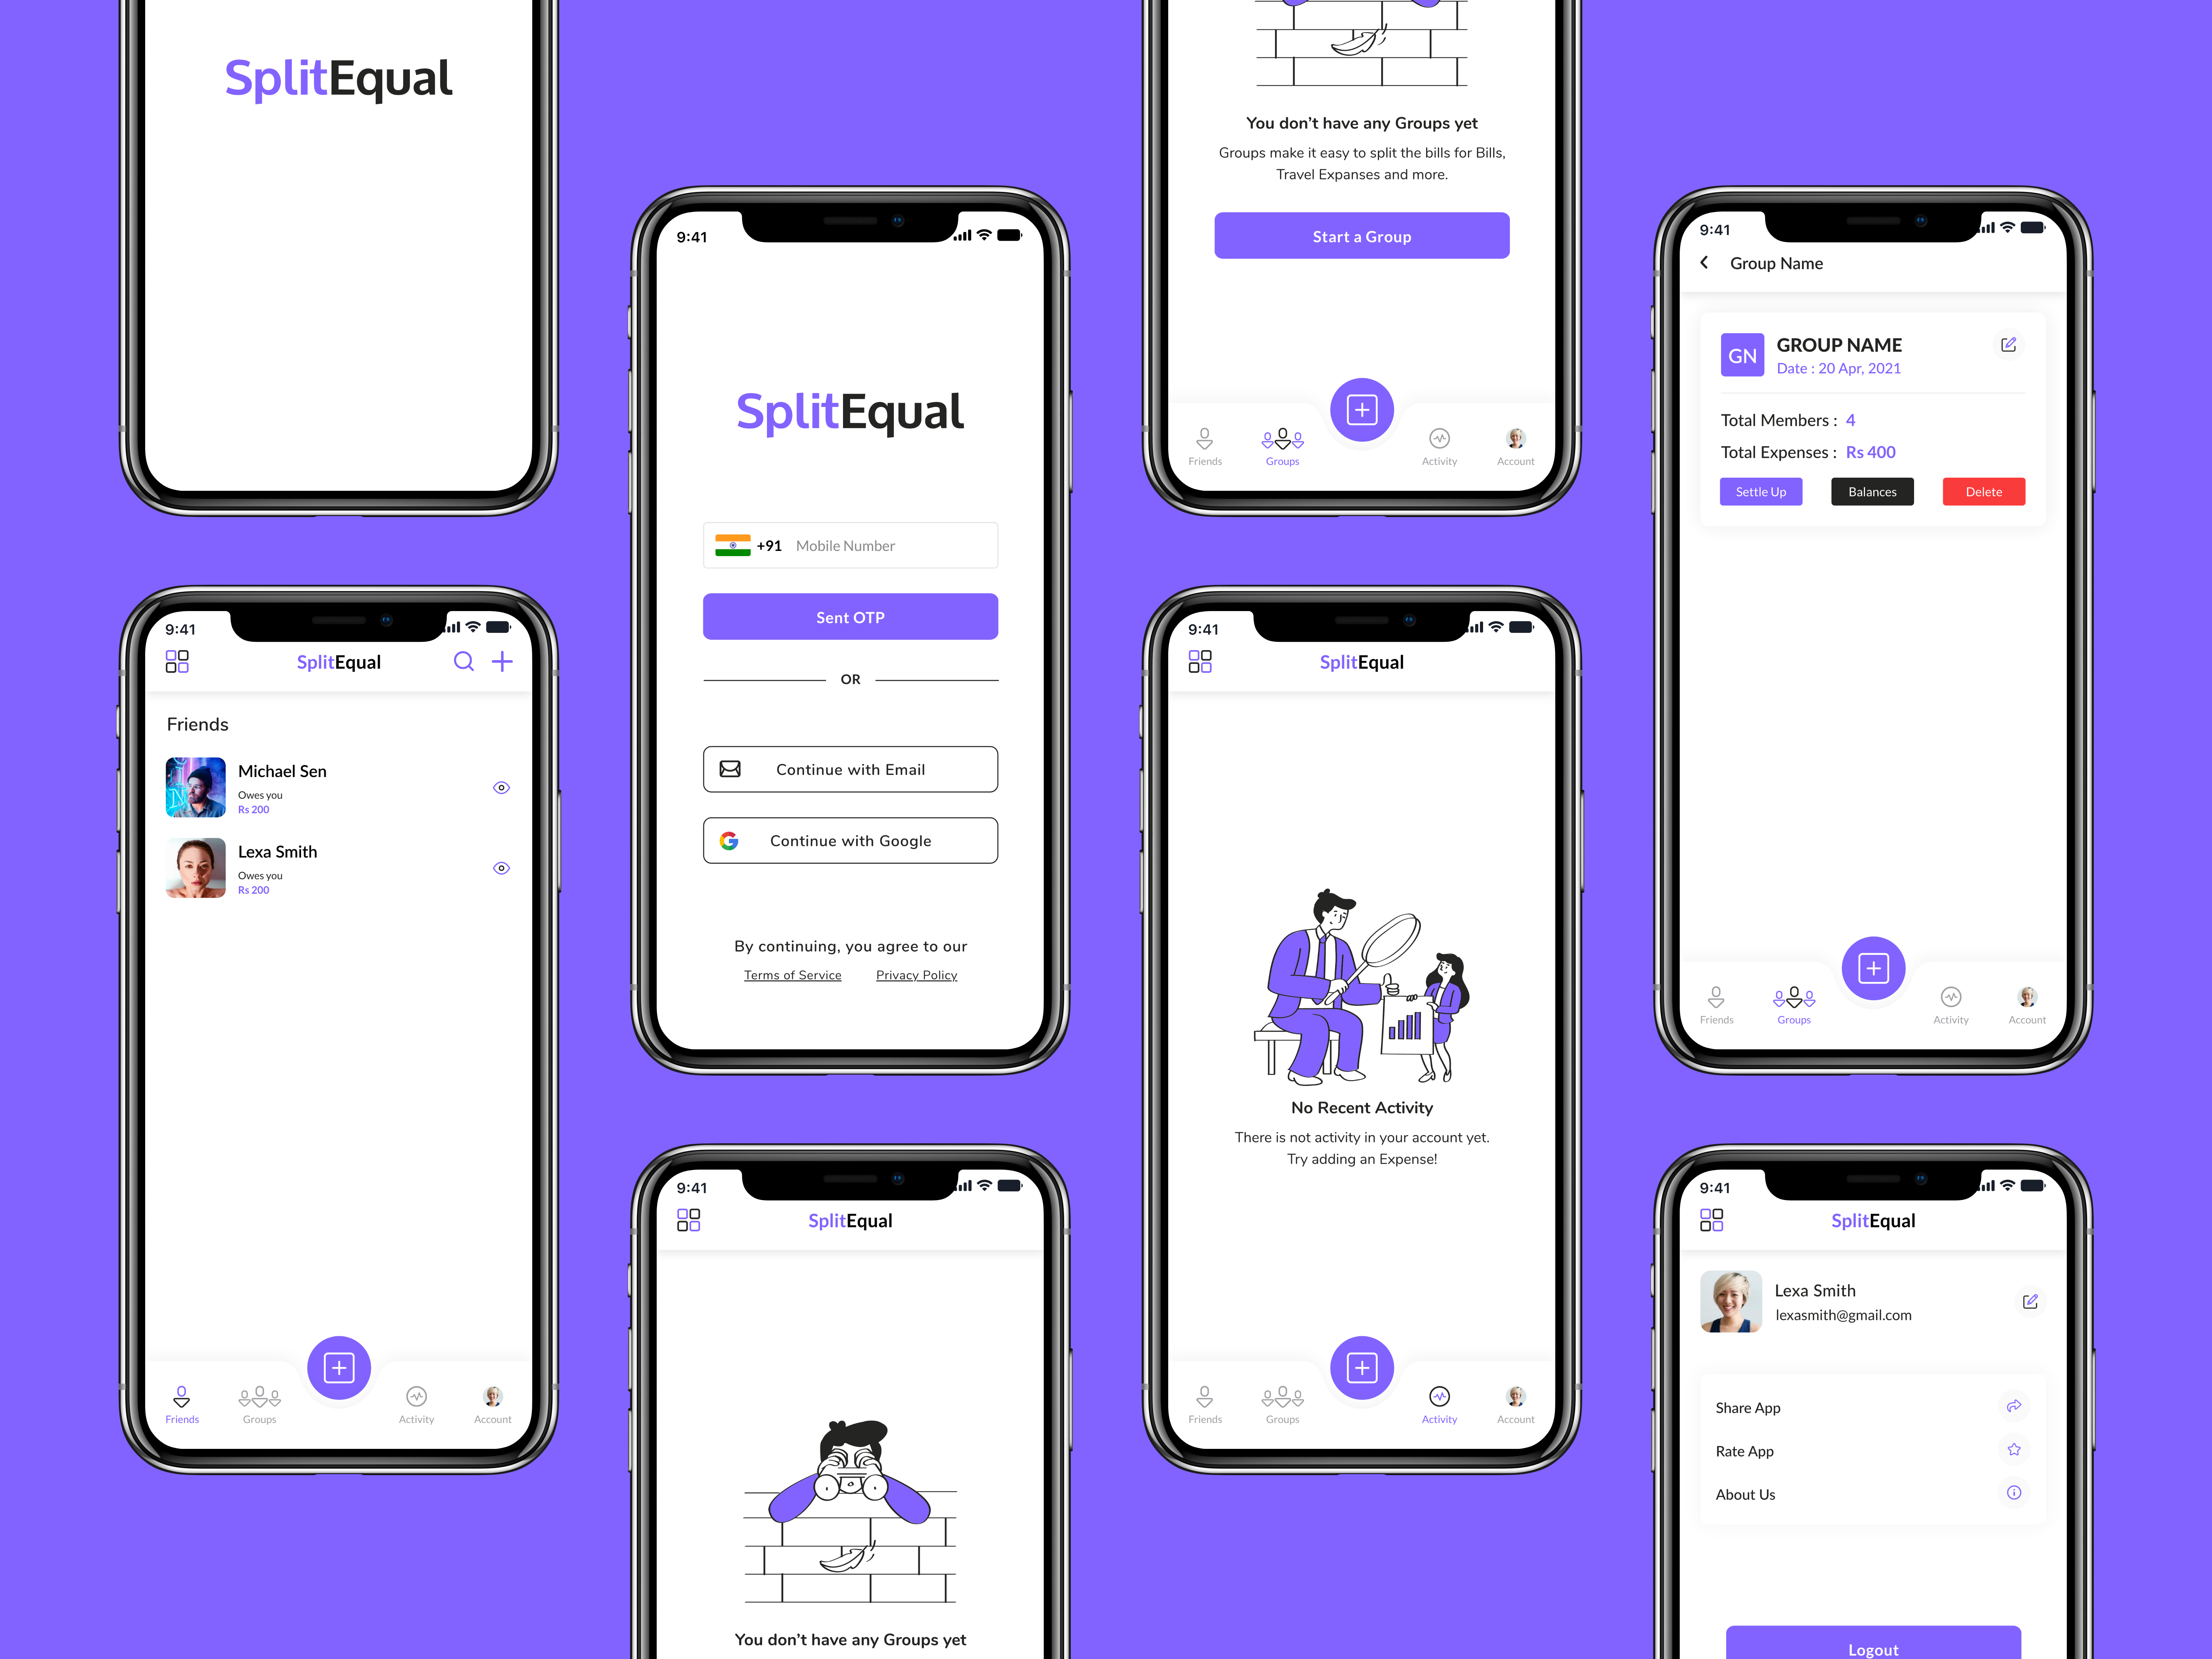 SplitEqual
9:41
SplitEqual
Friends
Michael Sen
Owes you
Rs 200
Lexa Smith
Owes you
Rs 200
Friends
Groups
Activity
Account
9:41
SplitEqual
+91 Mobile Number
Sent OTP
OR
Continue with Email
Continue with Google
By continuing, you agree to our
Terms of Service Privacy Policy
9:41
SplitEqual
You don't have any Groups yet
You don't have any Groups yet
Groups make it easy to split the bills for Bills,
Travel Expanses and more.
Start a Group
Friends
Groups
Activity
Account
9:41
SplitEqual
No Recent Activity
There is not activity in your account yet.
Try adding an Expense!
Friends
Groups
Activity
Account
9:41
Group Name
GN
GROUP NAME
Date : 20 Apr, 2021
Total Members : 4
Total Expenses : Rs 400
Settle Up
Balances
Delete
Friends
Groups
Activity
Account
9:41
SplitEqual
Lexa Smith
lexasmith@gmail.com
Share App
Rate App
About Us
Logout